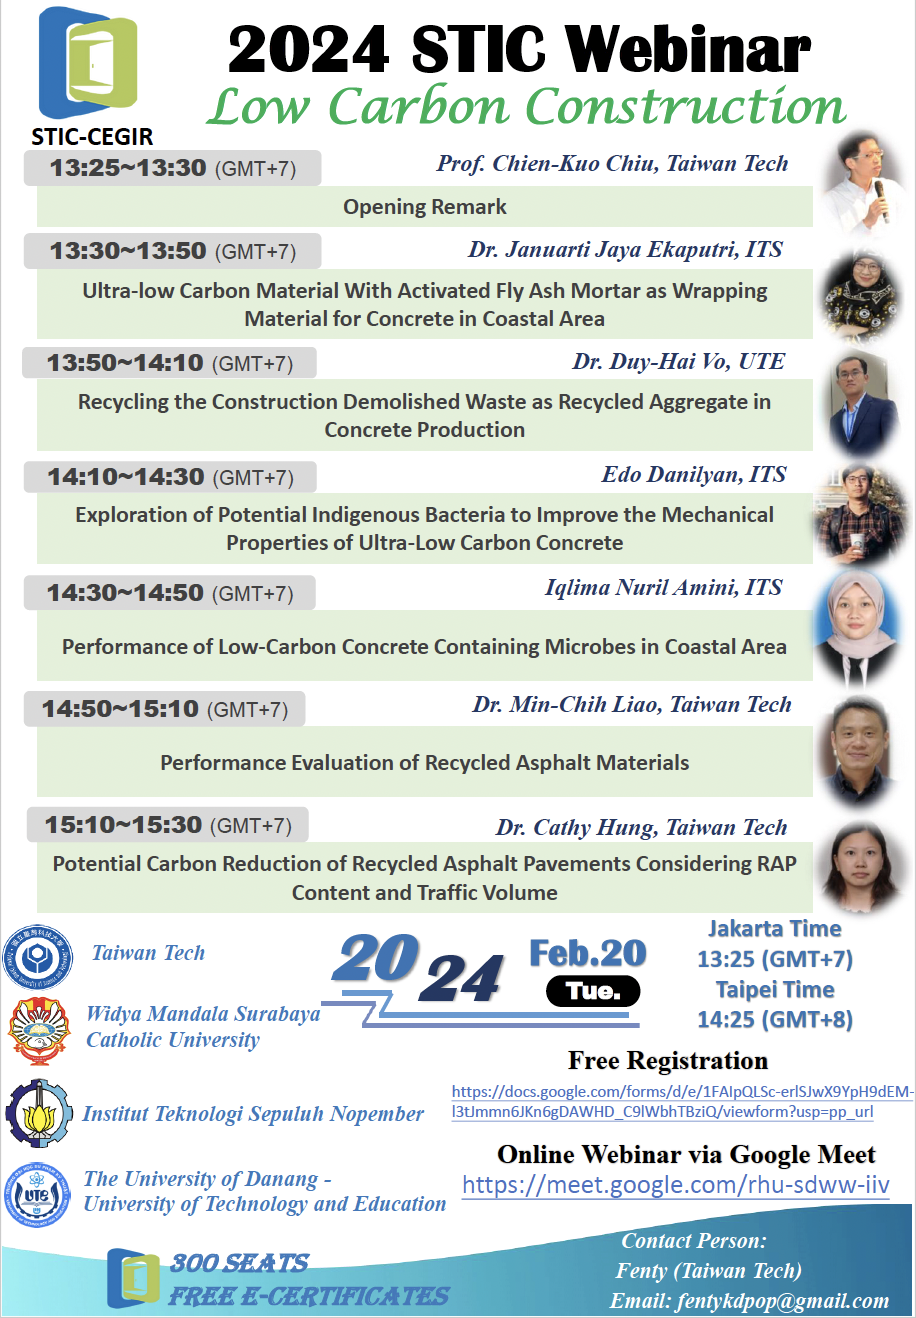 2024 STIC Webinar
Low Carbon Construction
STIC-CEGIR
13:25~13:30 (GMT+7)
Prof. Chien-Kuo Chiu, Taiwan Tech
Opening Remark
13:30~13:50 (GMT+7)
Dr. Januarti Jaya Ekaputri, ITS
Ultra-low Carbon Material With Activated Fly Ash Mortar as Wrapping
Material for Concrete in Coastal Area
13:50~14:10 (GMT+7)
Dr. Duy-Hai Vo, UTE
Recycling the Construction Demolished Waste as Recycled Aggregate in
Concrete Production
14:10~14:30 (GMT+7)
Edo Danilyan, ITS
Exploration of Potential Indigenous Bacteria to Improve the Mechanical
Properties of Ultra-Low Carbon Concrete
14:30~14:50 (GMT+7)
Iqlima Nuril Amini, ITS
Performance of Low-Carbon Concrete Containing Microbes in Coastal Area
14:50~15:10 (GMT+7)
Dr. Min-Chih Liao, Taiwan Tech
Performance Evaluation of Recycled Asphalt Materials
15:10~15:30 (GMT+7)
Dr. Cathy Hung, Taiwan Tech
Potential Carbon Reduction of Recycled Asphalt Pavements Considering RAP
Content and Traffic Volume
Taiwan Tech
Widya Mandala Surabaya
Catholic University
Institut Teknologi Sepuluh Nopember
UTE
The University of Danang -
University of Technology and Education
2024
Feb.20
Tue.
Jakarta Time
13:25 (GMT+7)
Taipei Time
14:25 (GMT+8)
Free Registration
https://docs.google.com/forms/d/e/1FAIpQLSc-erlSJwX9YpH9dEM-
l3tJmmn6JKn6gDAWHD_C9lWbhTBziQ/viewform?usp=pp_url
Online Webinar via Google Meet
https://meet.google.com/rhu-sdww-iiv
300 SEATS
FREE E-CERTIFICATES
Contact Person:
Fenty (Taiwan Tech)
Email: fentykdpop@gmail.com